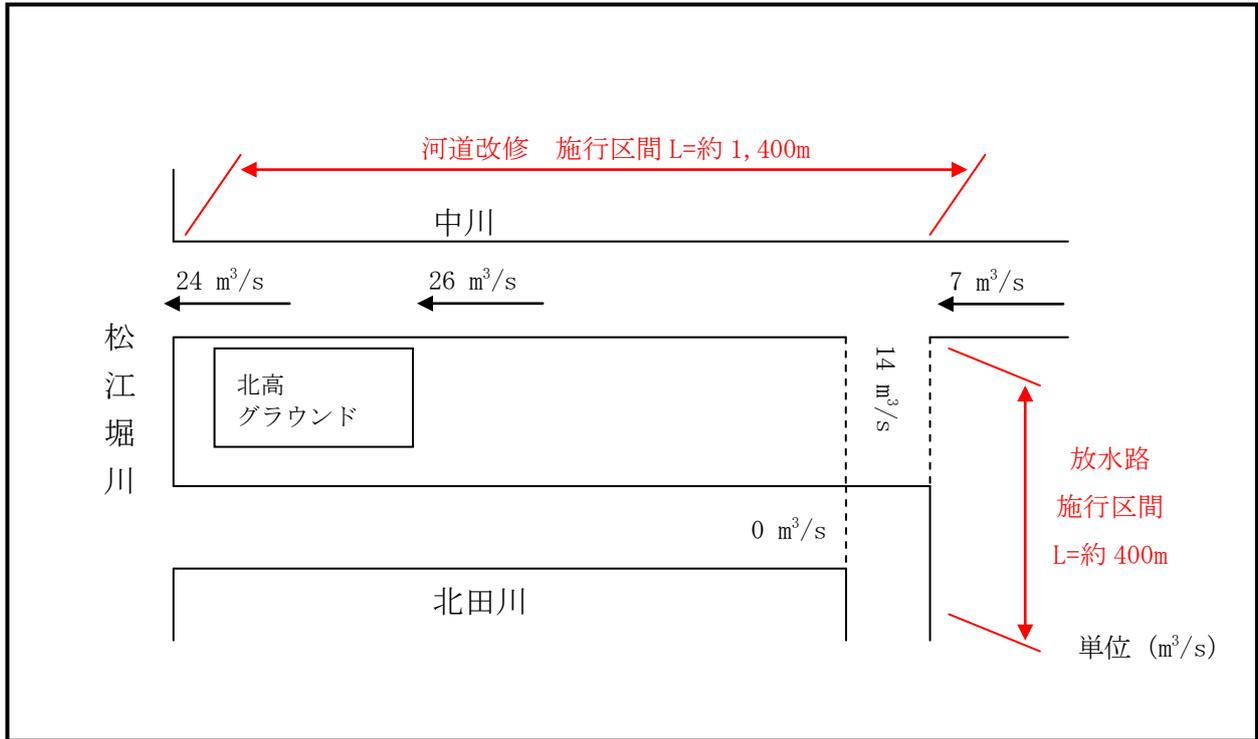 河道改修　施行区間 L=約 1,400m
中川
24 m³/s
26 m³/s
7 m³/s
松江堀川
14 m³/s
北高
グラウンド
放水路
施行区間
L=約 400m
0 m³/s
北田川
単位 (m³/s)